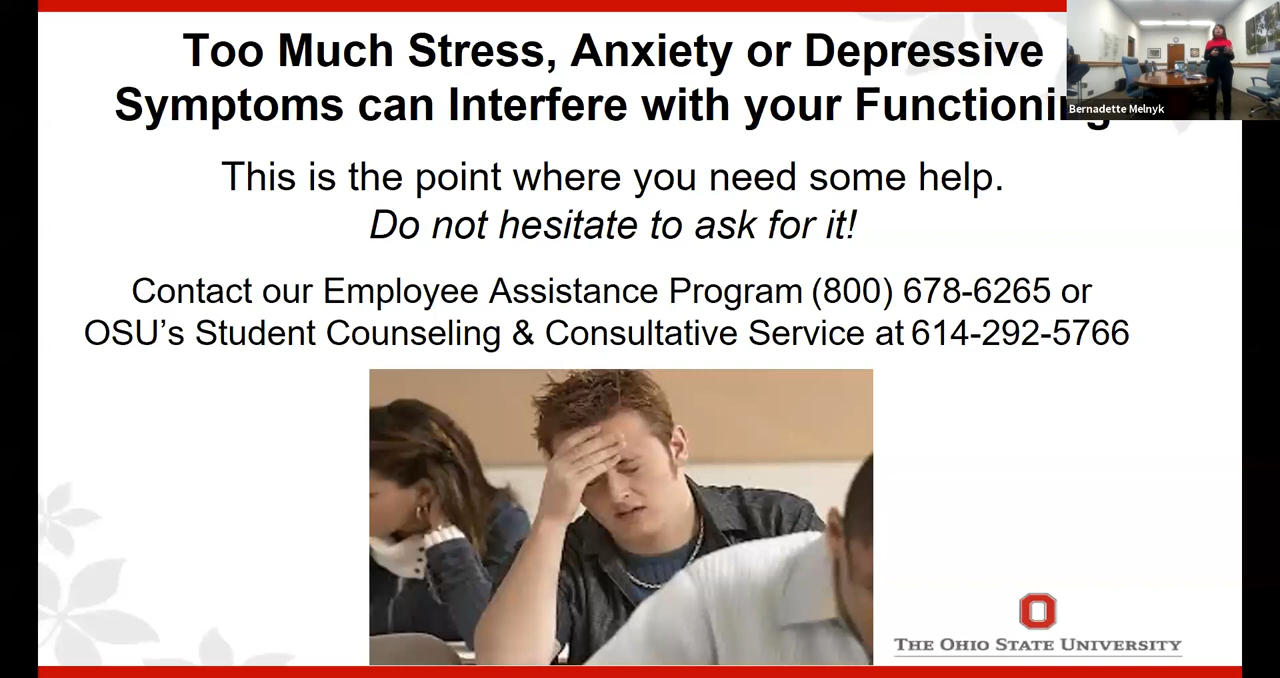 Too Much Stress, Anxiety or Depressive
Symptoms can Interfere with your Functioning
Bernadette Melnyk
This is the point where you need some help.
Do not hesitate to ask for it!
Contact our Employee Assistance Program (800) 678-6265 or
OSU’s Student Counseling & Consultative Service at 614-292-5766
THE OHIO STATE UNIVERSITY